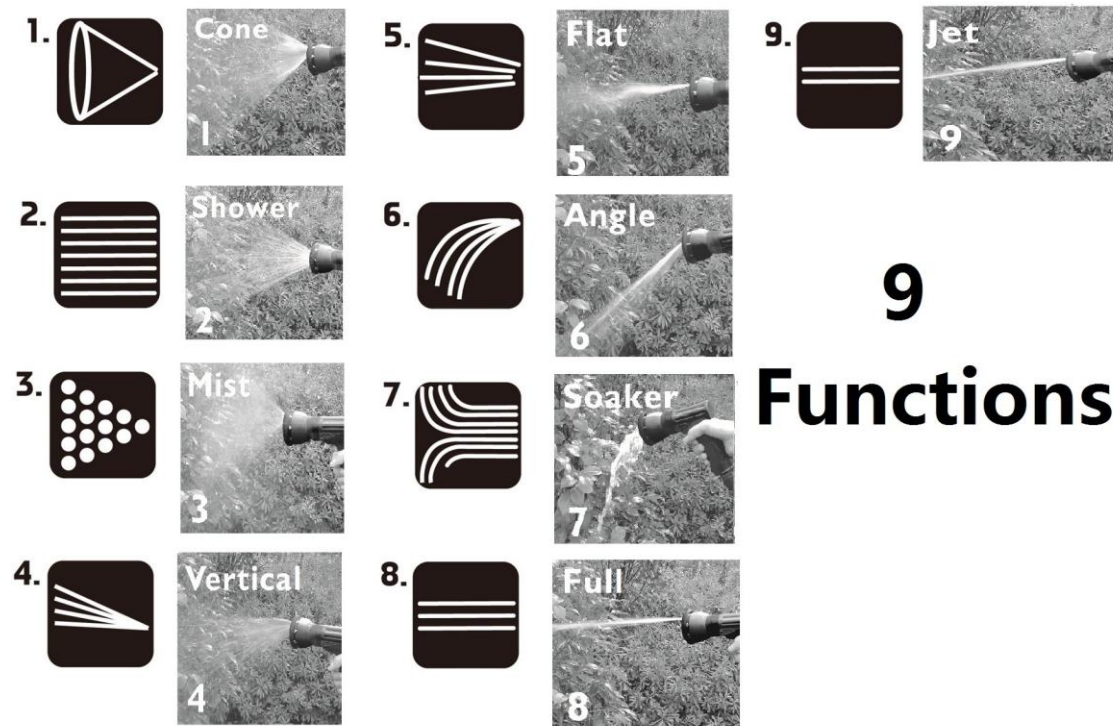 1.
Cone
1
2.
Shower
2
3.
Mist
3
4.
Vertical
4
5.
Flat
5
6.
Angle
6
7.
Soaker
7
8.
Full
8
9.
Jet
9
9
Functions